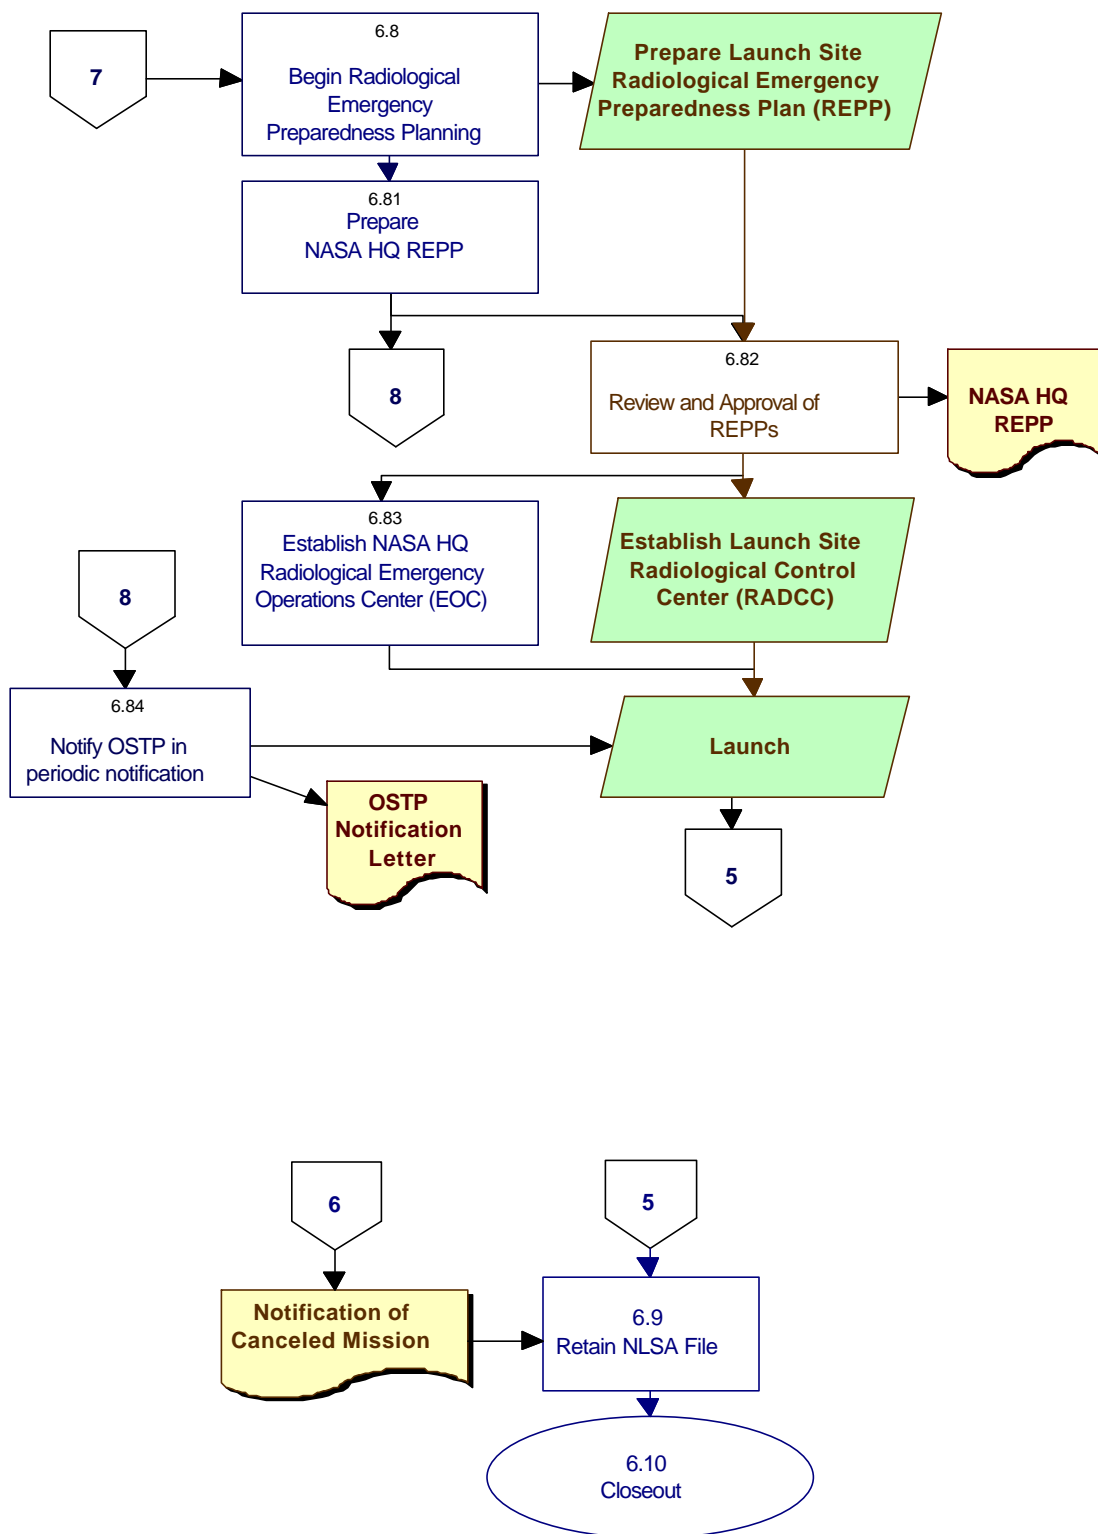 7
6.8
Begin Radiological
Emergency
Preparedness Planning
Prepare Launch Site
Radiological Emergency
Preparedness Plan (REPP)
6.81
Prepare
NASA HQ REPP
8
6.82
Review and Approval of
REPPs
NASA HQ
REPP
6.83
Establish NASA HQ
Radiological Emergency
Operations Center (EOC)
Establish Launch Site
Radiological Control
Center (RADCC)
8
6.84
Notify OSTP in
periodic notification
Launch
OSTP
Notification
Letter
5
6
5
Notification of
Canceled Mission
6.9
Retain NLSA File
6.10
Closeout